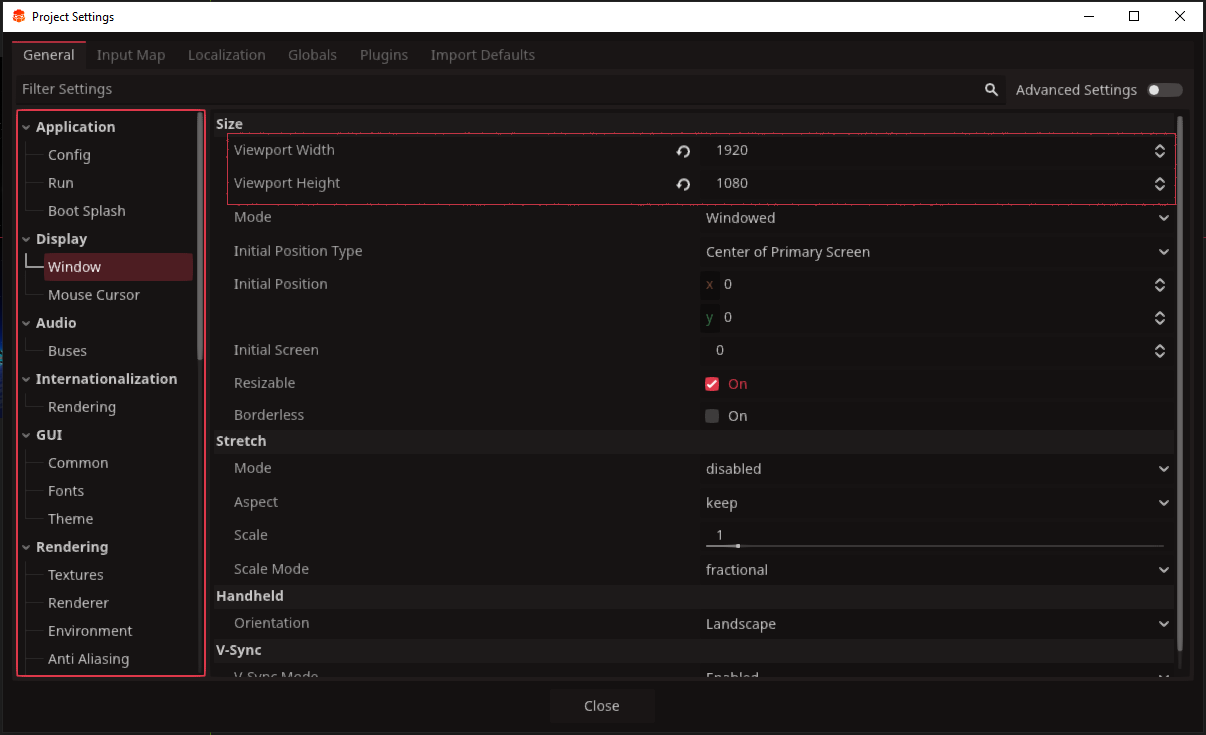 Project Settings
General Input Map Localization Globals Plugins Import Defaults
Filter Settings Advanced Settings
Application
Config
Run
Boot Splash
Display
Window
Mouse Cursor
Audio
Buses
Internationalization
Rendering
GUI
Common
Fonts
Theme
Rendering
Textures
Renderer
Environment
Anti Aliasing
Size
Viewport Width 1920
Viewport Height 1080
Mode Windowed
Initial Position Type Center of Primary Screen
Initial Position x 0
y 0
Initial Screen 0
Resizable On
Borderless On
Stretch
Mode disabled
Aspect keep
Scale 1
Scale Mode fractional
Handheld
Orientation Landscape
V-Sync
V-Sync Mode Enabled
Close